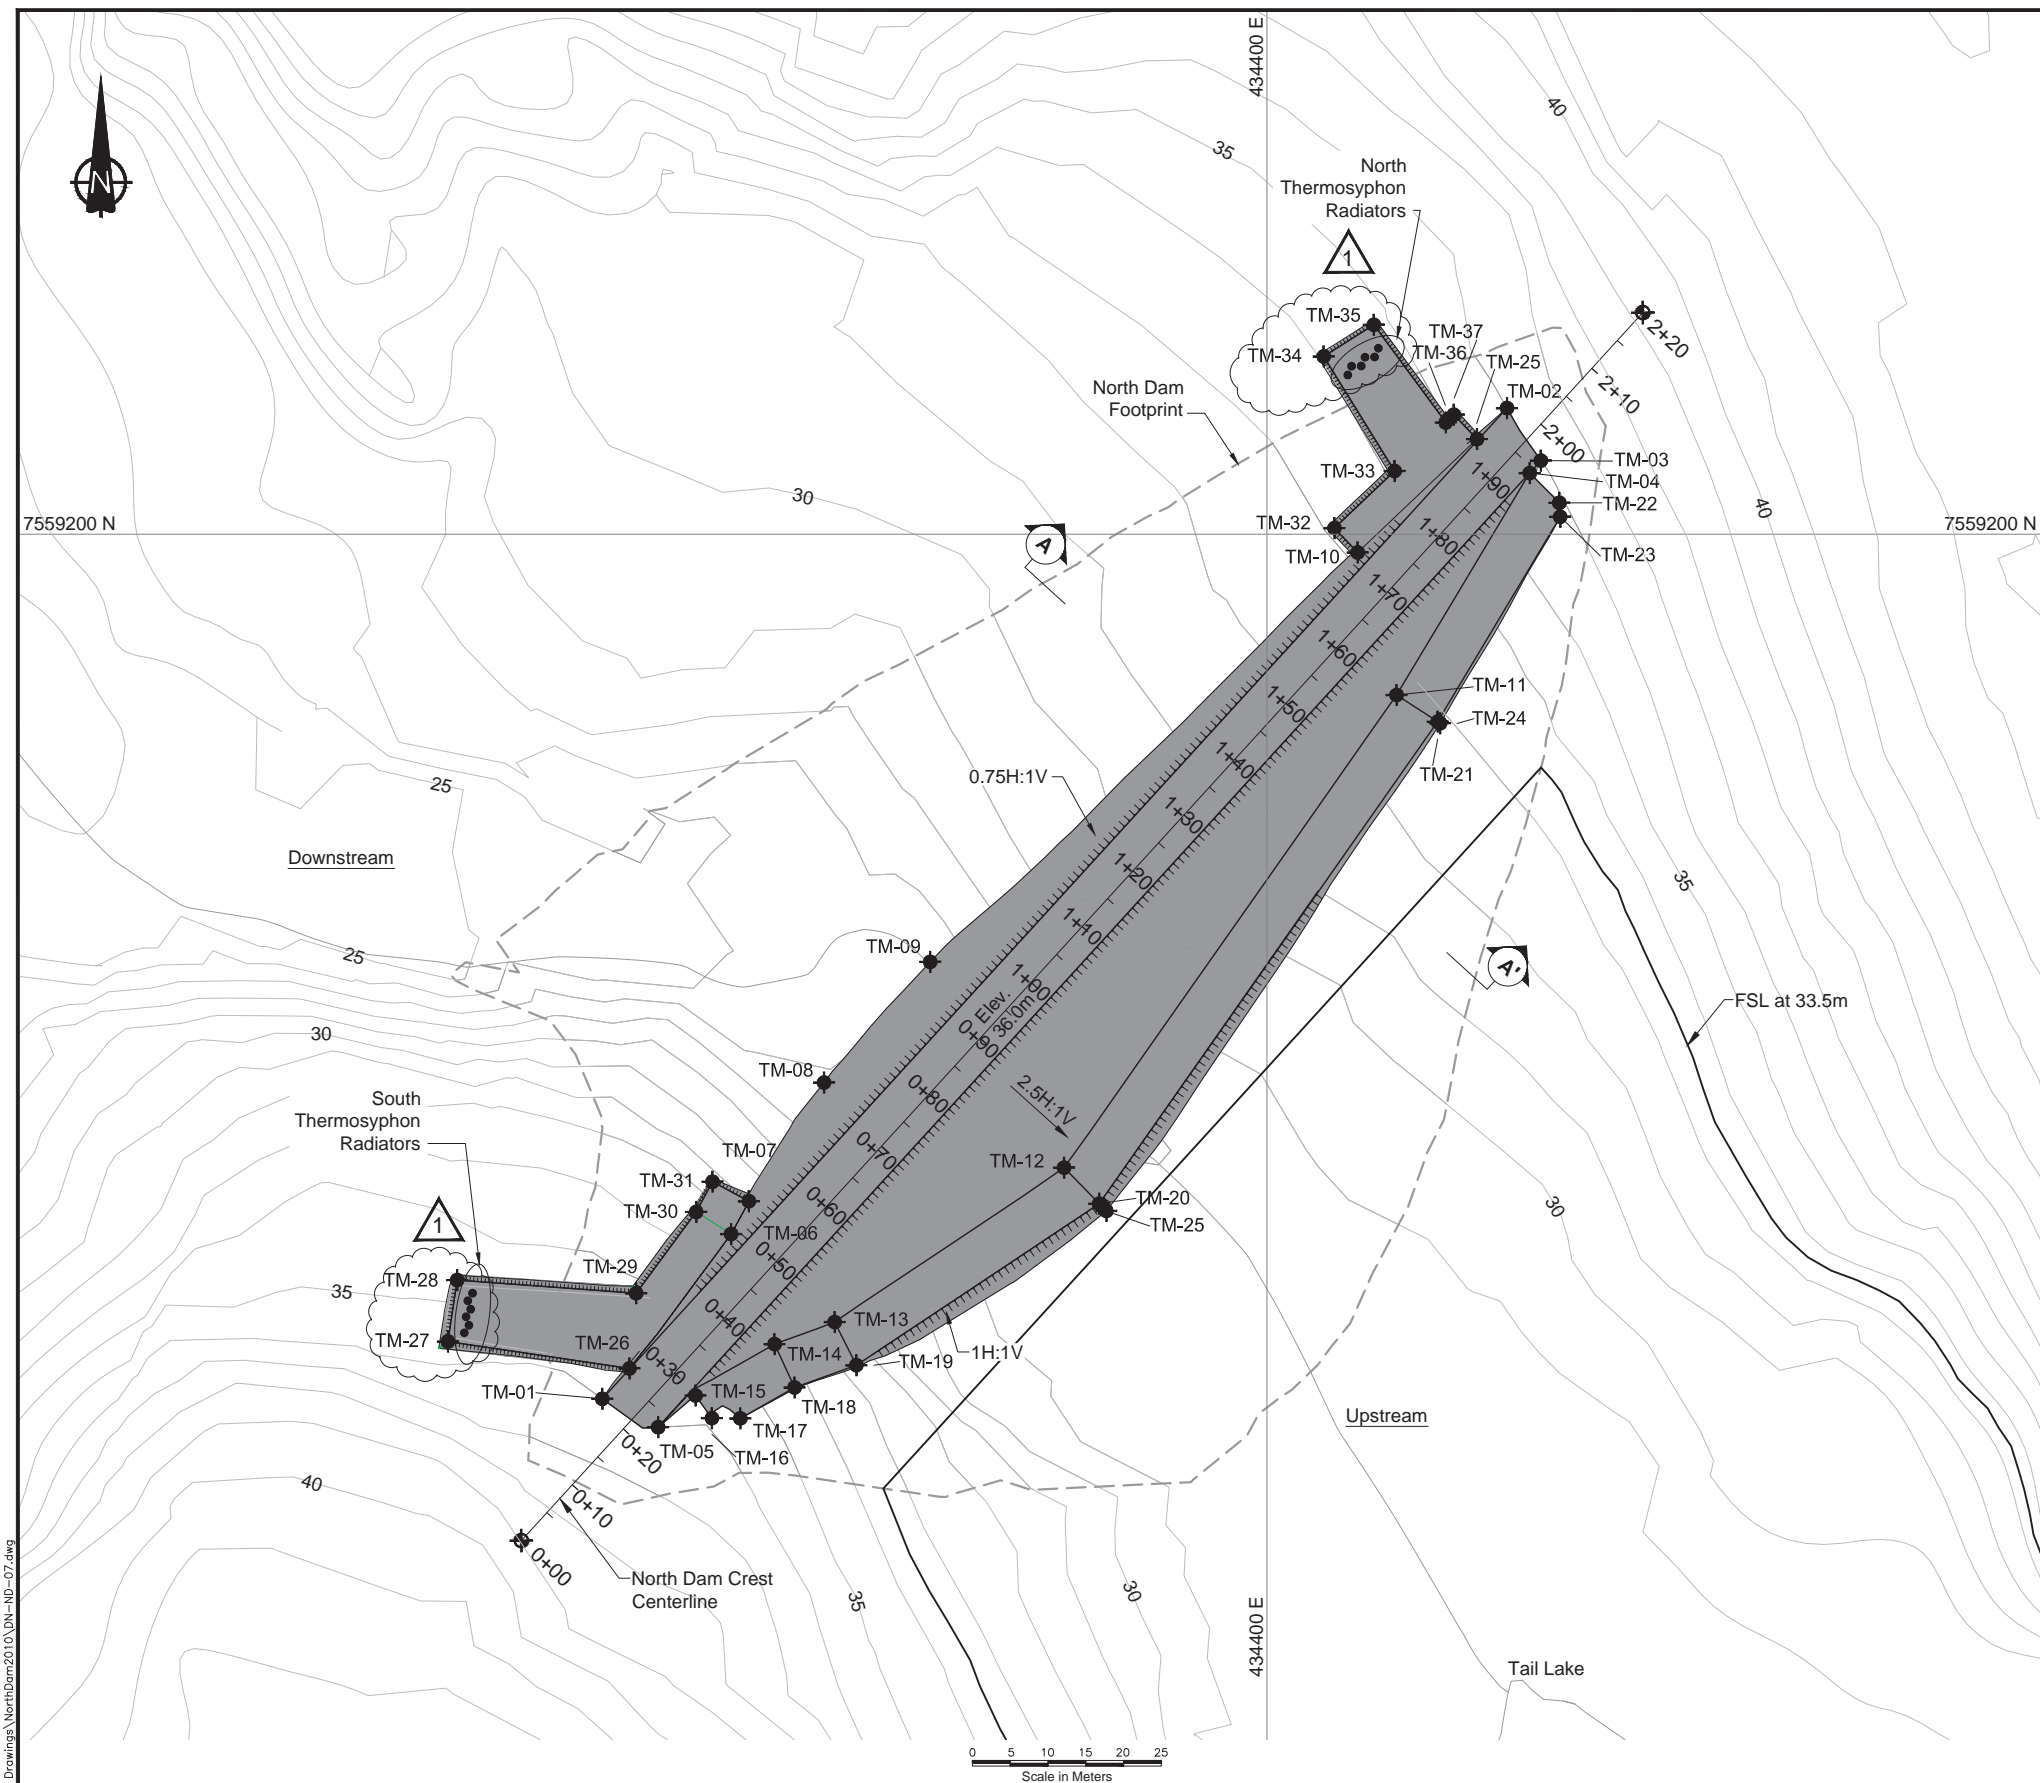 434400 E
N
40
35
North
Thermosyphon
Radiators
1
TM-35
TM-37
TM-36
TM-34
TM-25
TM-02
2+20
2+10
2+00
North Dam
Footprint
TM-33
TM-03
TM-04
TM-22
TM-23
1+90
30
40
7559200 N
7559200 N
TM-32
TM-10
A
1+80
1+70
1+60
TM-11
TM-24
TM-21
1+50
1+40
0.75H:1V
25
1+30
Downstream
1+20
35
1+10
TM-09
25
A'
1+00
Elev.
36.0m
FSL at 33.5m
0+90
30
TM-08
0+80
2.5H:1V
South
Thermosyphon
Radiators
0+70
TM-07
TM-12
TM-31
TM-30
TM-20
TM-25
30
1
0+60
TM-06
0+50
TM-29
TM-28
35
0+40
TM-13
TM-27
TM-26
TM-14
TM-19
1H:1V
0+30
TM-01
TM-15
TM-18
Upstream
TM-17
TM-05
TM-16
0+20
40
0+10
0+00
North Dam Crest
Centerline
35
30
434400 E
Tail Lake
0 5 10 15 20 25
Scale in Meters
Drawings\NorthDam2010\DN-ND-07.dwg